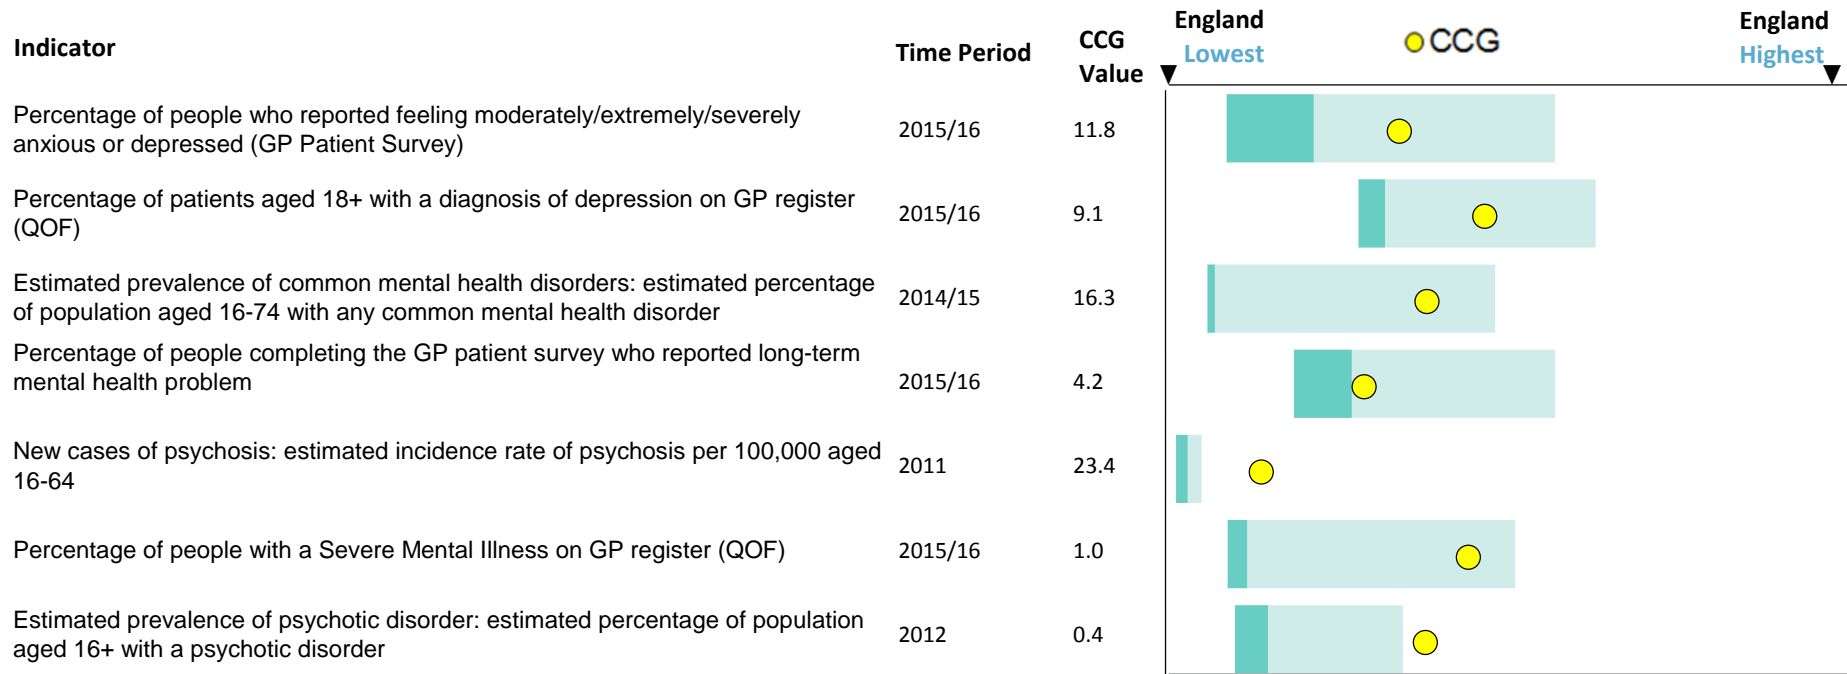 Indicator
Time Period
CCG
Value
England
Lowest
CCG
England
Highest
Percentage of people who reported feeling moderately/extremely/severely
anxious or depressed (GP Patient Survey)
2015/16
11.8
Percentage of patients aged 18+ with a diagnosis of depression on GP register
(QOF)
2015/16
9.1
Estimated prevalence of common mental health disorders: estimated percentage
of population aged 16-74 with any common mental health disorder
2014/15
16.3
Percentage of people completing the GP patient survey who reported long-term
mental health problem
2015/16
4.2
New cases of psychosis: estimated incidence rate of psychosis per 100,000 aged
16-64
2011
23.4
Percentage of people with a Severe Mental Illness on GP register (QOF)
2015/16
1.0
Estimated prevalence of psychotic disorder: estimated percentage of population
aged 16+ with a psychotic disorder
2012
0.4